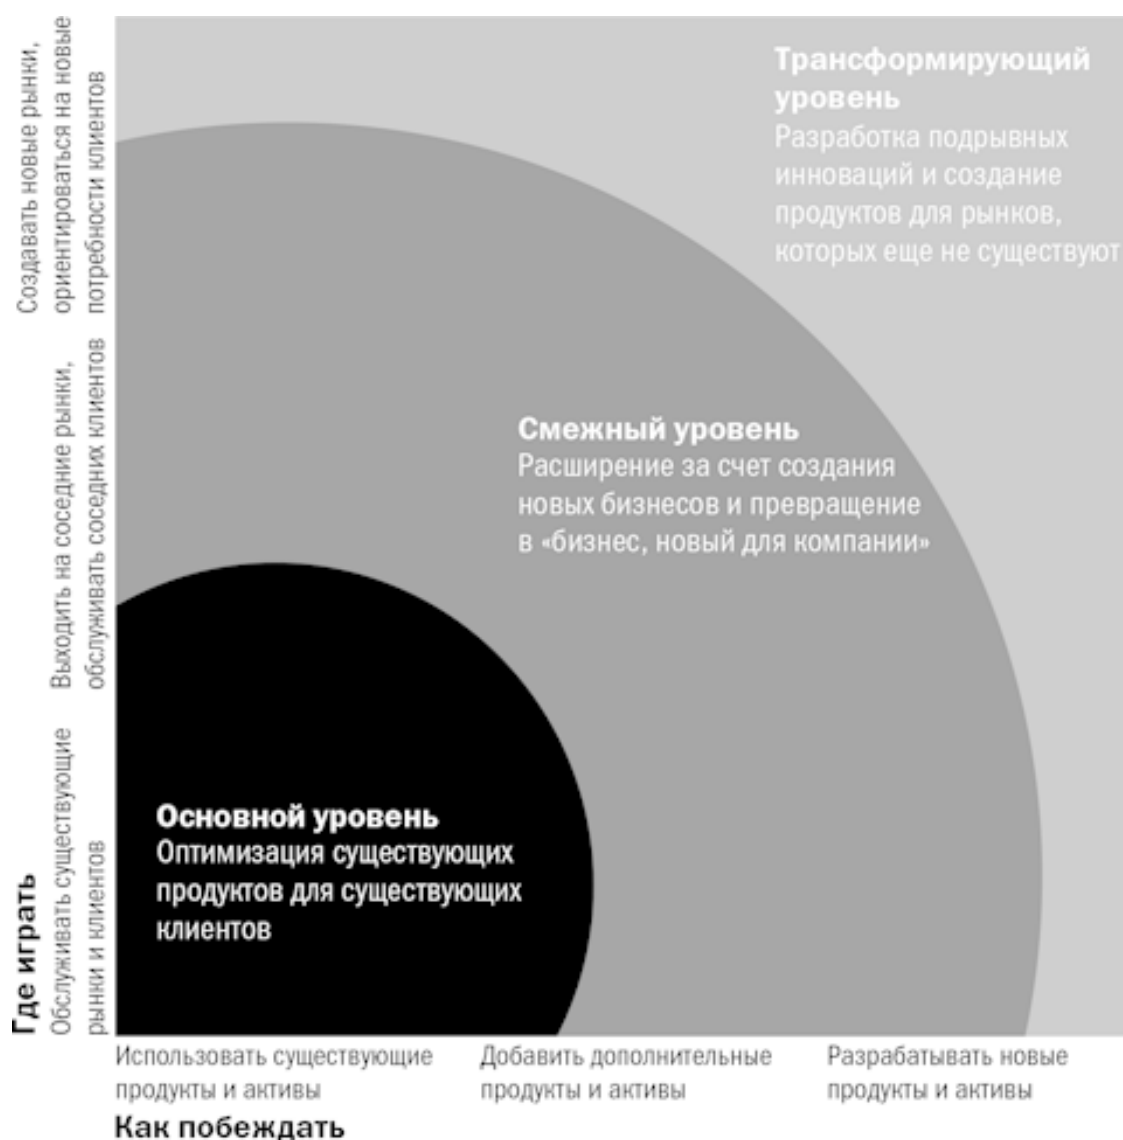 Создавать новые рынки,
ориентироваться на новые
потребности клиентов
Трансформирующий
уровень
Разработка подрывных
инноваций и создание
продуктов для рынков,
которых еще не существуют
Выходить на соседние рынки,
обслуживать соседних клиентов
Смежный уровень
Расширение за счет создания
новых бизнесов и превращение
в «бизнес, новый для компании»
Где играть
Обслуживать существующие
рынки и клиентов
Основной уровень
Оптимизация существующих
продуктов для существующих
клиентов
Использовать существующие
продукты и активы
Добавить дополнительные
продукты и активы
Разрабатывать новые
продукты и активы
Как побеждать